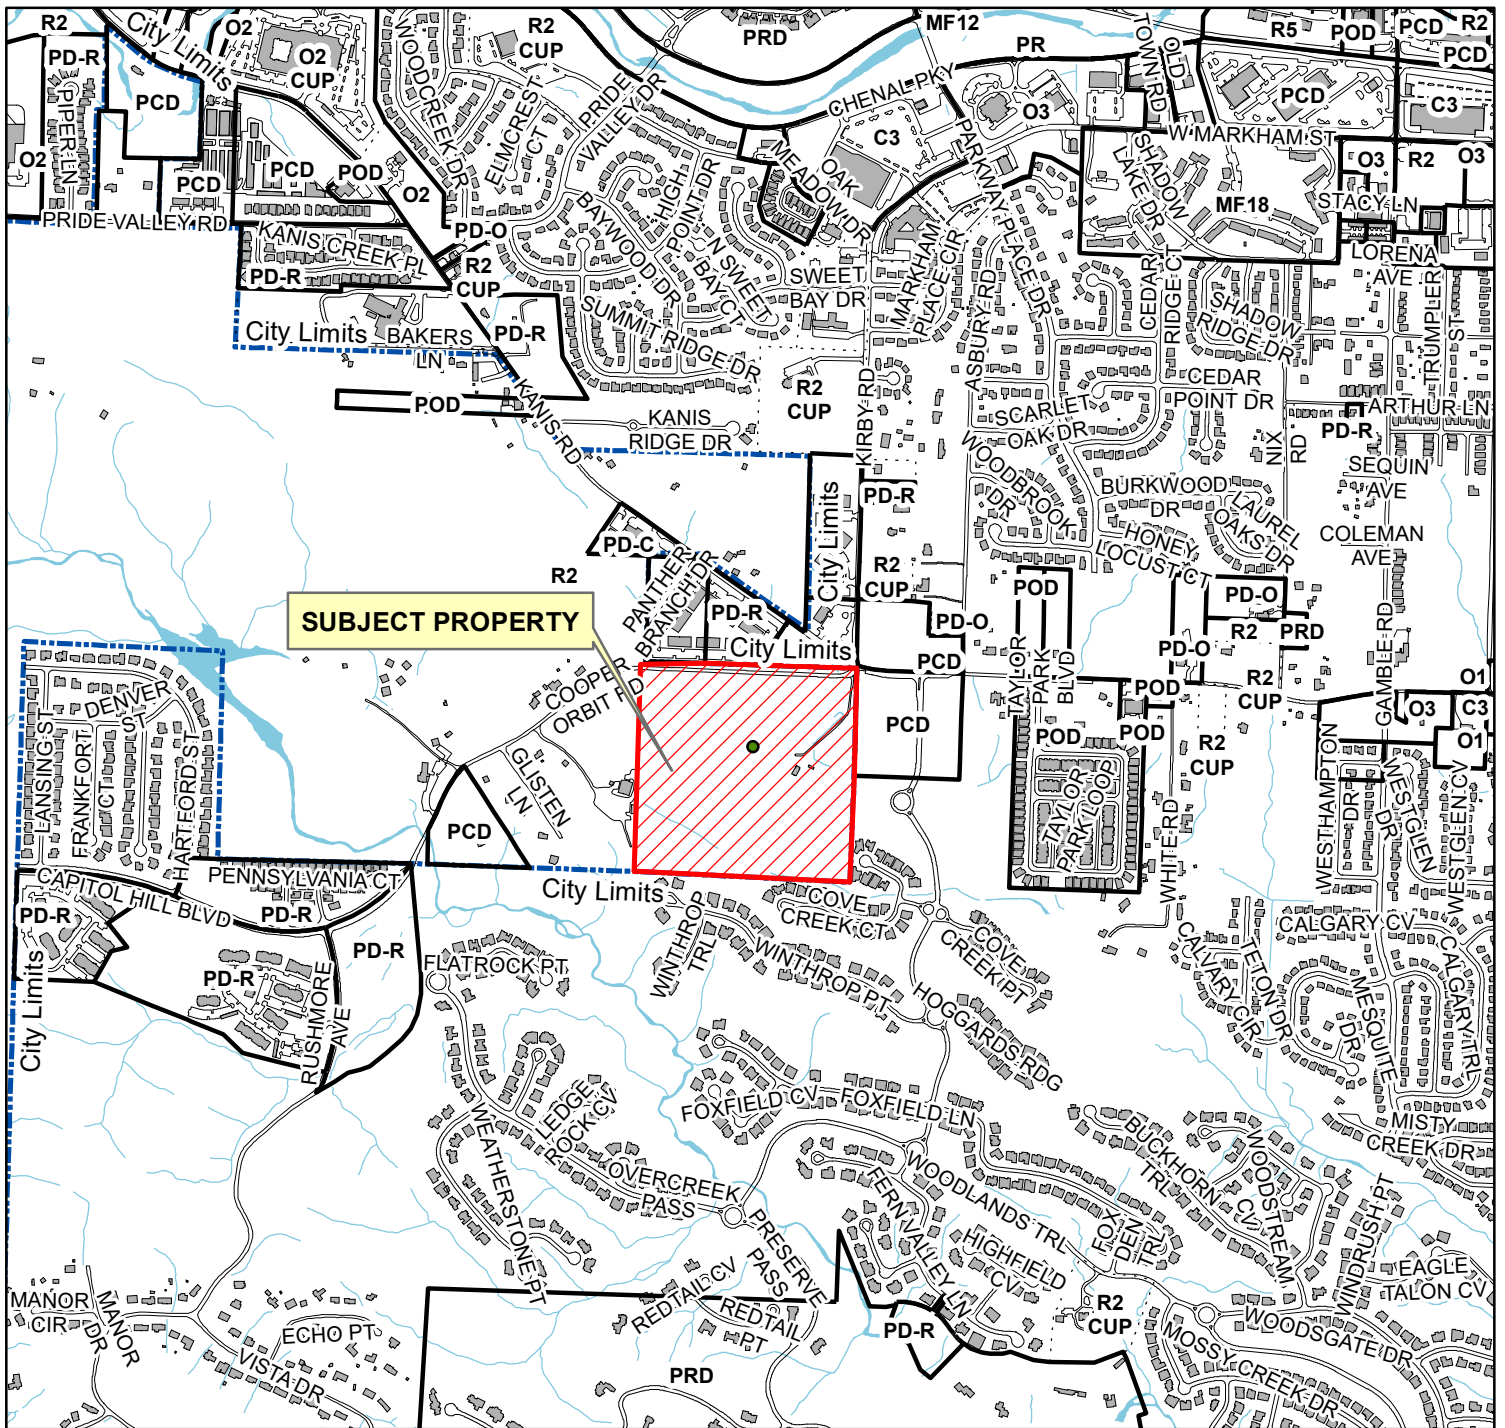 R2
City Limits
O2
O2
CUP
WOODCREEK DR
R2
CUP
PRD
MF12
PR
TOWN RD
OLD
R5
POD
PCD
R2
PCD
PD-R
PIPER LN
PCD
O2
PCD
PCD
POD
O2
ELMCREST
CT
PRIDE
VALLEY DR
CHENAL PKY
C3
O3
PCD
C3
W MARKHAM ST
O3
R2
O3
PRIDE VALLEY RD
KANIS CREEK PL
PD-R
PD-O
R2
CUP
HIGH
POINT DR
BAYWOOD DR
N SWEET
BAY CT
OAK
MEADOW DR
SWEET
BAY DR
PARKWAY PLACE DR
MARKHAM
PLACE CIR
ASBURY RD
SHADOW
LAKE DR
MF18
STACY LN
LORENA
AVE
TRUMPLER
ST
City Limits
BAKERS
LN
PD-R
SUMMIT RIDGE DR
R2
CUP
KIRBY RD
CEDAR
RIDGE CT
SHADOW
RIDGE DR
CEDAR
POINT DR
ARTHUR LN
PD-R
POD
KANIS RD
KANIS
RIDGE DR
SCARLET
OAK DR
NIX
RD
SEQUIN
AVE
WOODBROOK
DR
BURKWOOD
DR
LAUREL
OAKS DR
COLEMAN
AVE
HONEY
LOCUST CT
PD-R
City Limits
PD-C
R2
PANTHER
BRANCH DR
PD-R
R2
CUP
PD-O
POD
PD-O
R2
PRD
GAMBLE RD
SUBJECT PROPERTY
City Limits
PCD
TAYLOR
PARK
BLVD
PD-O
POD
R2
CUP
O1
COOPER
ORBIT RD
PCD
POD
POD
R2
CUP
O3
C3
O1
DENVER
ST
LANSING ST
FRANKFORT
CT
HARTFORD ST
GLISTEN
LN
PCD
TAYLOR
PARK LOOP
WHITE RD
WESTHAMPTON
DR
WESTGLEN
DR
WESTGLEN CV
PENNSYLVANIA CT
CAPITOL HILL BLVD
PD-R
PD-R
City Limits
COVE
CREEK CT
PD-R
PD-R
City Limits
RUSHMORE
AVE
FLATROCK PT
WINTHROP
TRL
WINTHROP PT
COVE
CREEK PT
HOGGARDS RDG
CALVARY CIR
TETON DR
CALGARY CV
CALGARY TRL
MESQUITE
DR
LEDGE
ROCK CV
WEATHERSTONE PT
FOXFIELD CV
FOXFIELD LN
OVERCREEK
PASS
BUCKHORN
TRL
WOODSTREAM
CV
MISTY
CREEK DR
WINDRUSH PT
FERN VALLEY LN
WOODLANDS TRL
FOX
DEN
TRL
HIGHFIELD
CV
PRESERVE
PASS
REDTAIL CV
REDTAIL
PT
R2
CUP
EAGLE
TALON CV
WOODSGATE DR
MOSSY CREEK DR
MANOR
CIR
MANOR
DR
ECHO PT
VISTA DR
PD-R
PRD